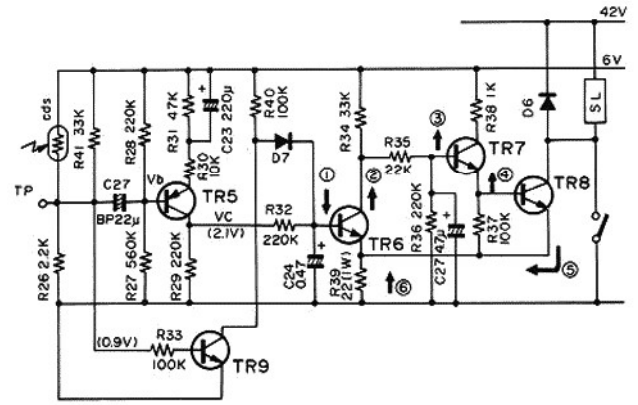 42V
6V
cds
R41 33K
R28 220K
R31 47K
+
C23 220μ
R40
100K
R34 33K
R38 1K
D6
SL
R30
10K
D7
③
R35
22K
TR7
TP
C27
BP22μ
Vb
TR5
①
②
④
TR8
VC
(2.1V)
R32
220K
TR6
R36 220K
+
C27 47μ
R37
100K
R26 2.2K
R27 560K
R29 220K
+
C24
0.47
R39
22(1W)
⑥
⑤
(0.9V)
R33
100K
TR9